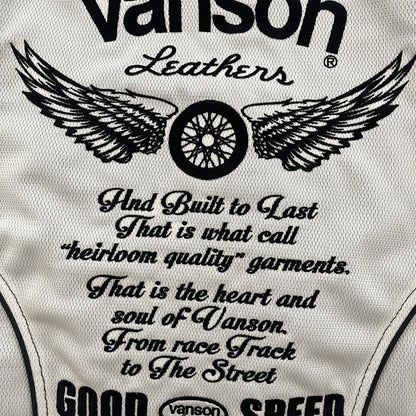 vanson®
Leathers
And Built to Last
That is what call
"heirloom quality" garments.
That is the heart and
soul of Vanson.
From race Track
to The Street
GOOD vanson SPEED